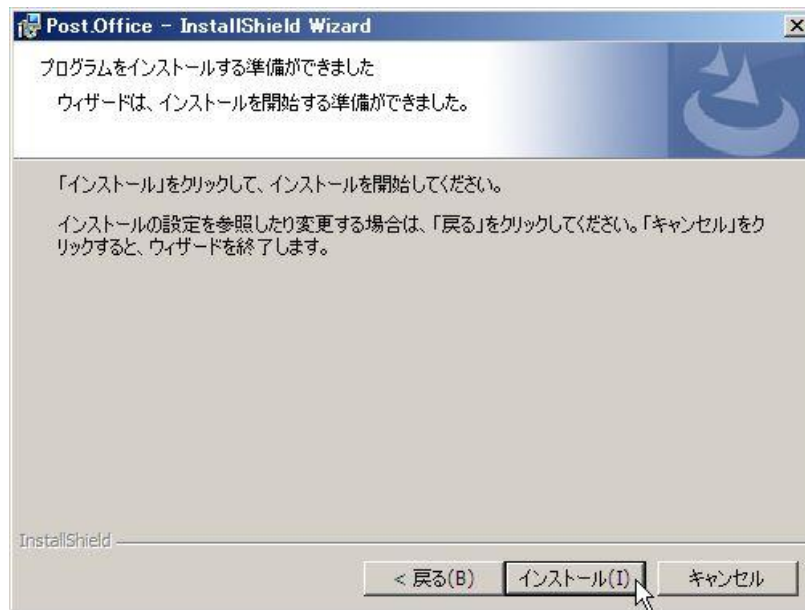 Post.Office - InstallShield Wizard
プログラムをインストールする準備ができました
ウィザードは、インストールを開始する準備ができました。
「インストール」をクリックして、インストールを開始してください。
インストールの設定を参照したり変更する場合は、「戻る」をクリックしてください。「キャンセル」をク
リックすると、ウィザードを終了します。
InstallShield
< 戻る(B) インストール(I) キャンセル